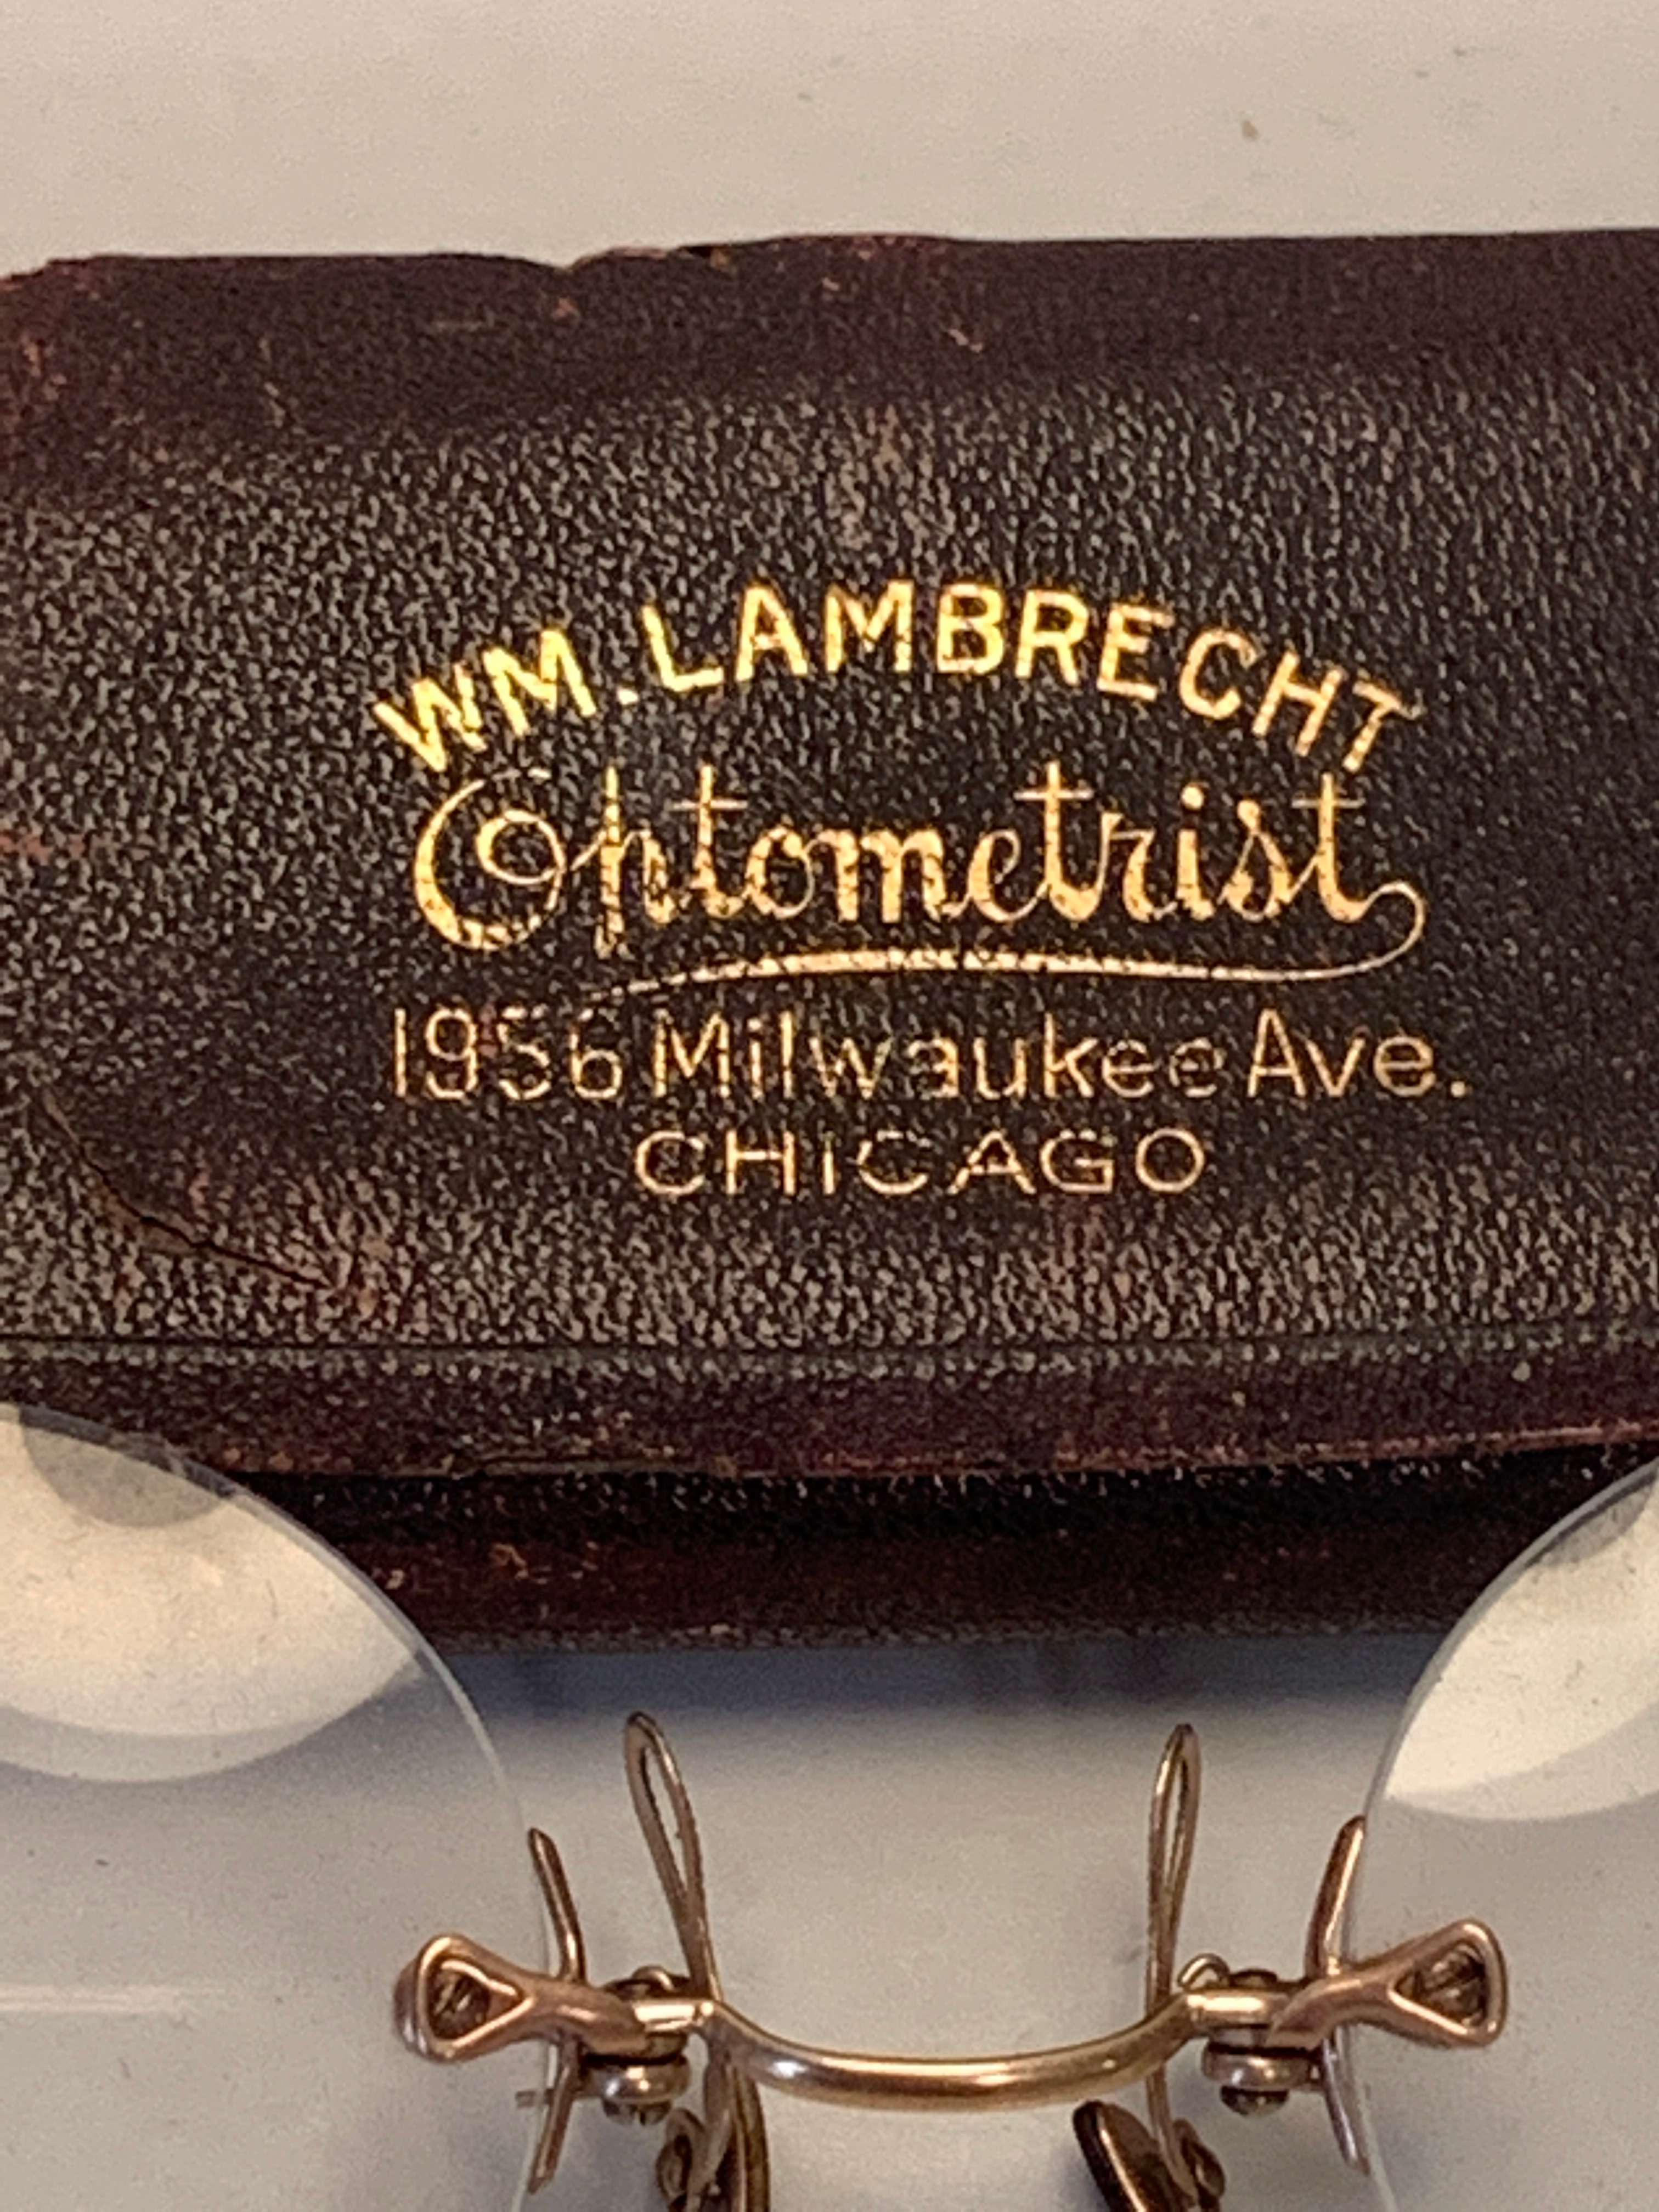 WM. LAMBRECHT
Optometrist
1956 Milwaukee Ave.
CHICAGO